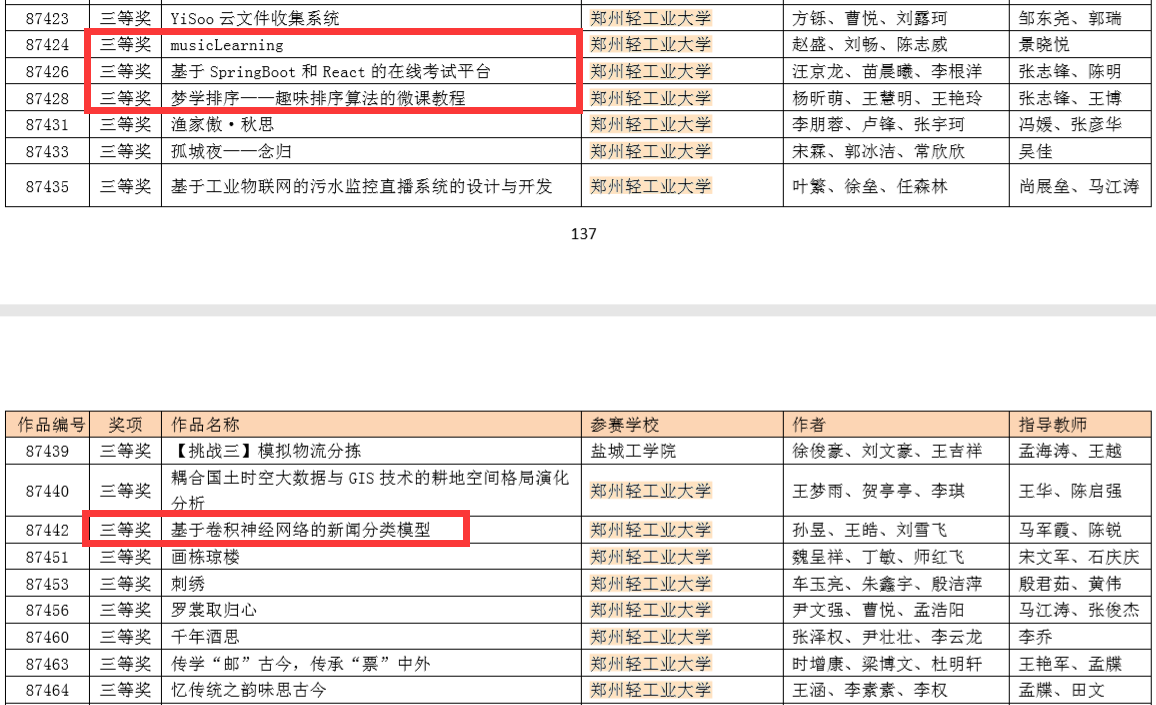 87423 三等奖 YiSoo 云文件收集系统 郑州轻工业大学 方铄、曹悦、刘露珂 邹东尧、郭瑞
87424 三等奖 musicLearning 郑州轻工业大学 赵盛、刘畅、陈志威 景晓悦
87426 三等奖 基于 SpringBoot 和 React 的在线考试平台 郑州轻工业大学 汪京龙、苗晨曦、李根洋 张志锋、陈明
87428 三等奖 梦学排序——趣味排序算法的微课教程 郑州轻工业大学 杨昕萌、王慧明、王艳玲 张志锋、王博
87431 三等奖 渔家傲·秋思 郑州轻工业大学 李朋蓉、卢锋、张宇珂 冯媛、张彦华
87433 三等奖 孤城夜——念归 郑州轻工业大学 宋霖、郭冰洁、常欣欣 吴佳
87435 三等奖 基于工业物联网的污水监控直播系统的设计与开发 郑州轻工业大学 叶繁、徐垒、任森林 尚展垒、马江涛
137
作品编号 奖项 作品名称 参赛学校 作者 指导教师
87439 三等奖 【挑战三】模拟物流分拣 盐城工学院 徐俊豪、刘文豪、王吉祥 孟海涛、王越
87440 三等奖 耦合国土时空大数据与 GIS 技术的耕地空间格局演化 郑州轻工业大学 王梦雨、贺亭亭、李琪 王华、陈启强
分析
87442 三等奖 基于卷积神经网络的新闻分类模型 郑州轻工业大学 孙昱、王皓、刘雪飞 马军霞、陈锐
87451 三等奖 画栋琼楼 郑州轻工业大学 魏呈祥、丁敏、师红飞 宋文军、石庆庆
87453 三等奖 刺绣 郑州轻工业大学 车玉亮、朱鑫宇、殷洁萍 殷君茹、黄伟
87456 三等奖 罗裳取归心 郑州轻工业大学 尹文强、曹悦、孟浩阳 马江涛、张俊杰
87460 三等奖 千年酒思 郑州轻工业大学 张泽权、尹壮壮、李云龙 李乔
87463 三等奖 传学“邮”古今，传承“票”中外 郑州轻工业大学 时增康、梁博文、杜明轩 王艳军、孟牒
87464 三等奖 忆传统之韵味思古今 郑州轻工业大学 王涵、李素素、李权 孟牒、田文